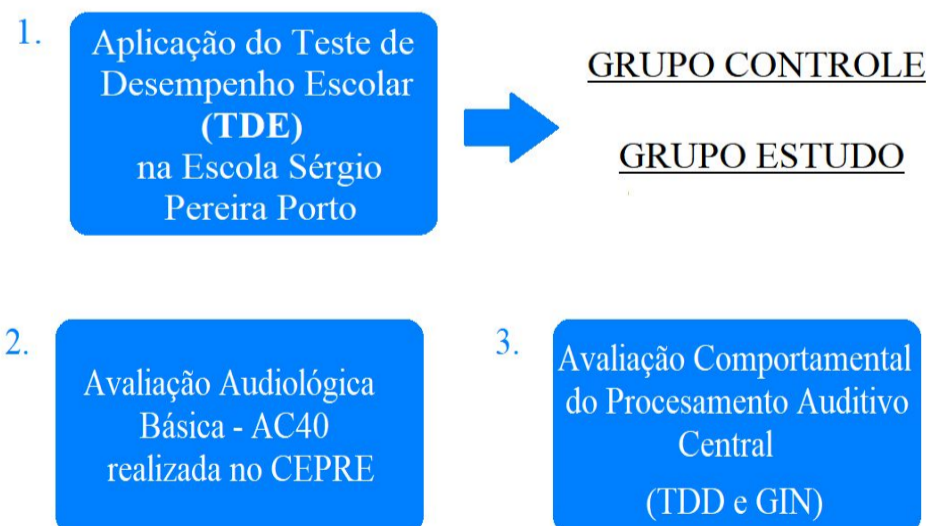 1.
Aplicação do Teste de
Desempenho Escolar
(TDE)
na Escola Sérgio
Pereira Porto
GRUPO CONTROLE
GRUPO ESTUDO
2.
Avaliação Audiológica
Básica - AC40
realizada no CEPRE
3.
Avaliação Comportamental
do Procesamento Auditivo
Central
(TDD e GIN)